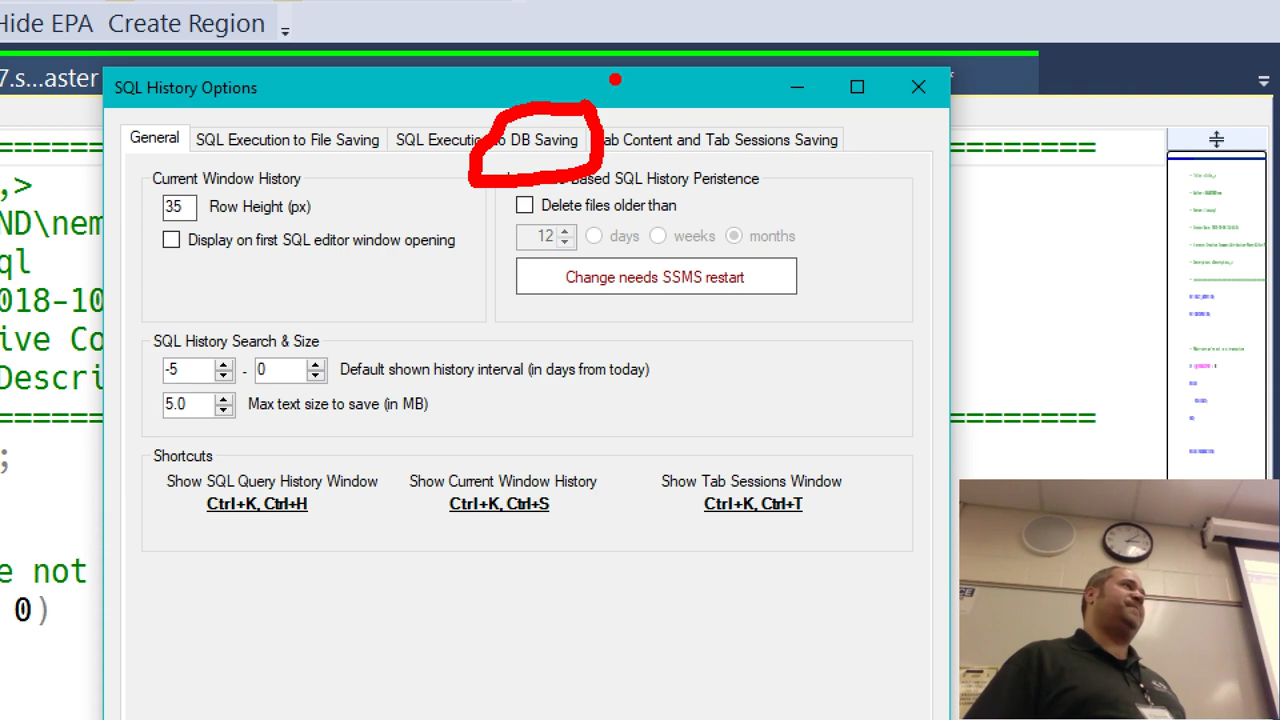 Hide EPA Create Region
7.s...aster
SQL History Options
General
SQL Execution to File Saving
SQL Executi o DB Saving
ab Content and Tab Sessions Saving
,>
ND\nem
ql
018-10
ive Co
Descri
;
e not
0)
Current Window History
35 Row Height (px)
Display on first SQL editor window opening
Based SQL History Peristence
Delete files older than
12 days weeks months
Change needs SSMS restart
SQL History Search & Size
-5 - 0 Default shown history interval (in days from today)
5.0 Max text size to save (in MB)
Shortcuts
Show SQL Query History Window
Ctrl+K, Ctrl+H
Show Current Window History
Ctrl+K, Ctrl+S
Show Tab Sessions Window
Ctrl+K, Ctrl+T